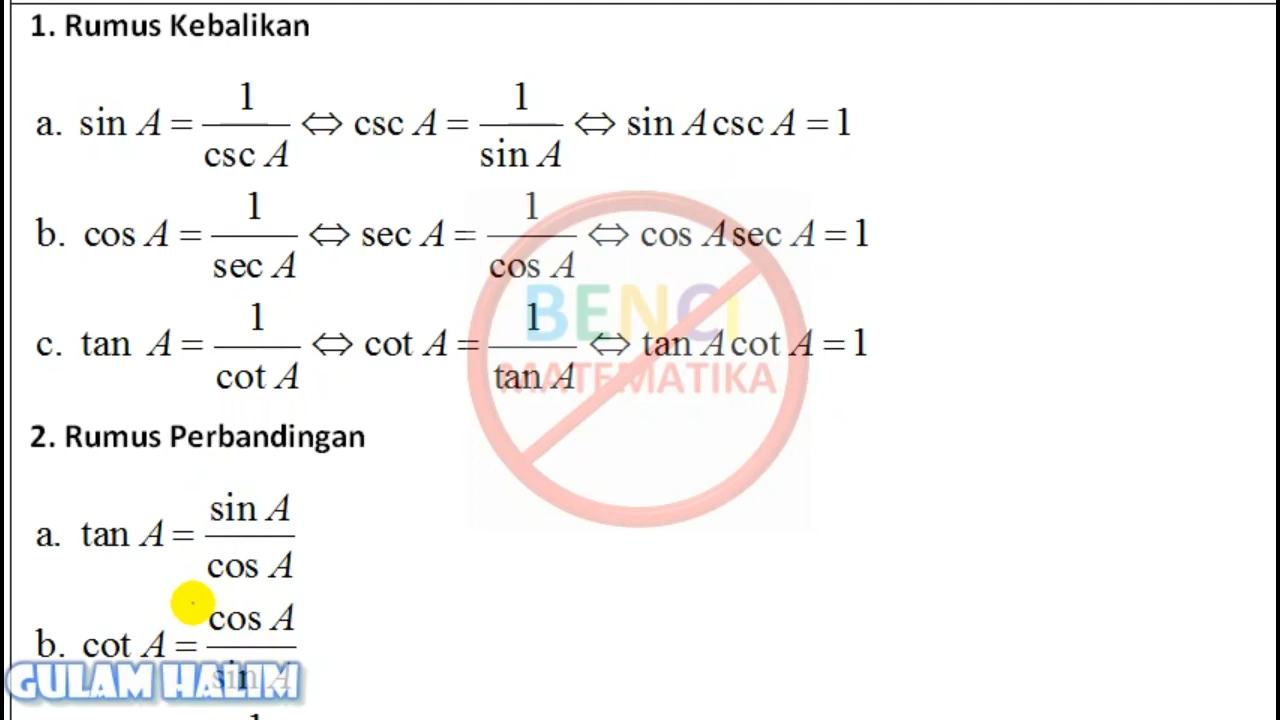 1. Rumus Kebalikan
a. sin A = 1/csc A ⇔ csc A = 1/sin A ⇔ sin A csc A = 1
b. cos A = 1/sec A ⇔ sec A = 1/cos A ⇔ cos A sec A = 1
BENCI
c. tan A = 1/cot A ⇔ cot A = 1/tan A ⇔ tan A cot A = 1
MATEMATIKA
2. Rumus Perbandingan
a. tan A = sin A/cos A
b. cot A = cos A/sin A
GULAM HALIM
1